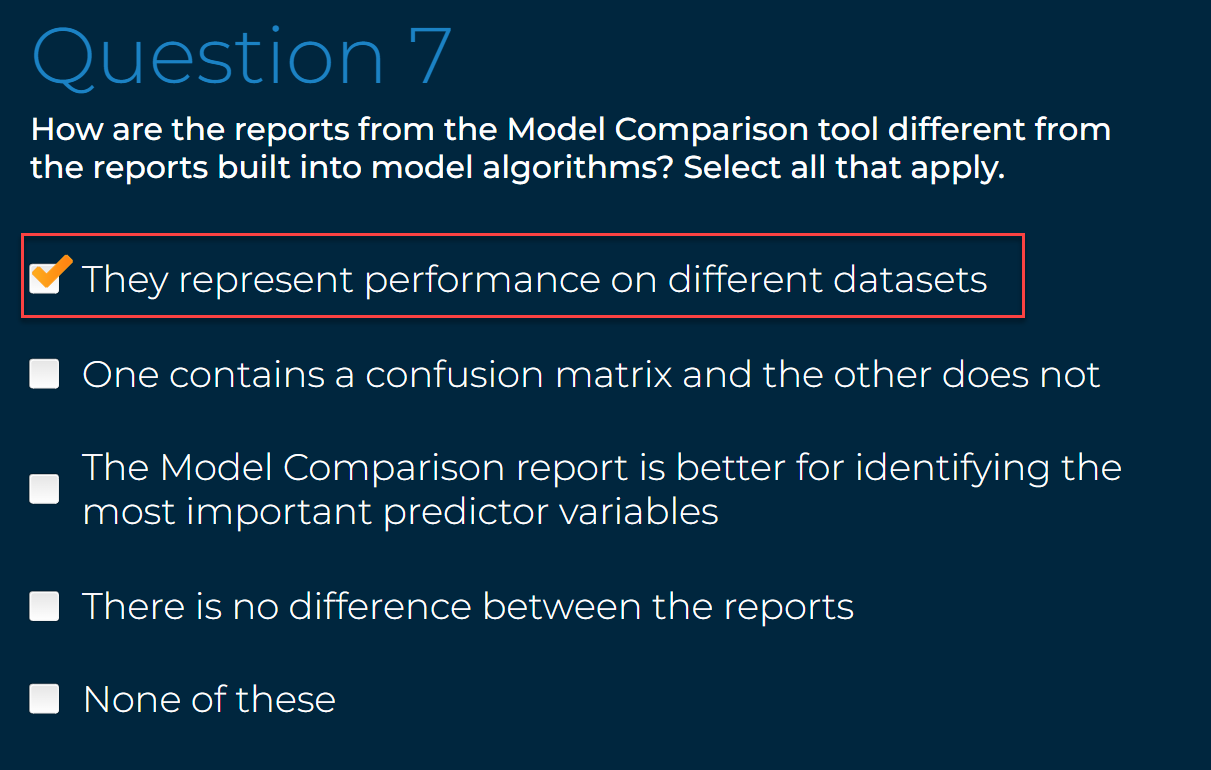 Question 7
How are the reports from the Model Comparison tool different from
the reports built into model algorithms? Select all that apply.
They represent performance on different datasets
One contains a confusion matrix and the other does not
The Model Comparison report is better for identifying the
most important predictor variables
There is no difference between the reports
None of these